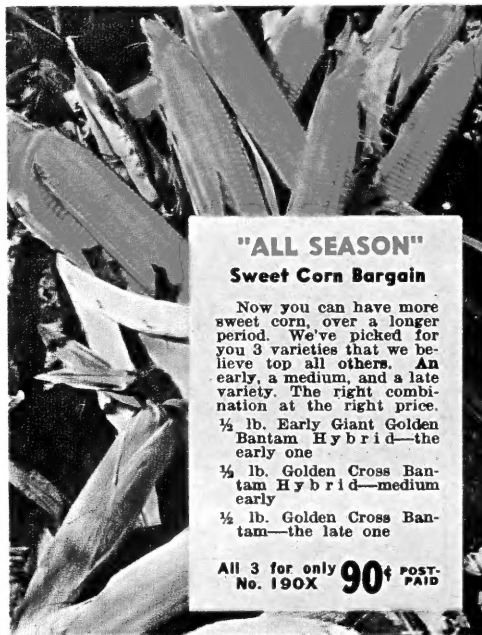 "ALL SEASON"
Sweet Corn Bargain
Now you can have more
sweet corn, over a longer
period. We've picked for
you 3 varieties that we be-
lieve top all others. An
early, a medium, and a late
variety. The right combi-
nation at the right price.
½ lb. Early Giant Golden
Bantam Hybrid—the
early one
½ lb. Golden Cross Ban-
tam Hybrid—medium
early
½ lb. Golden Cross Ban-
tam—the late one
All 3 for only 90¢ POST-
No. 190X PAID